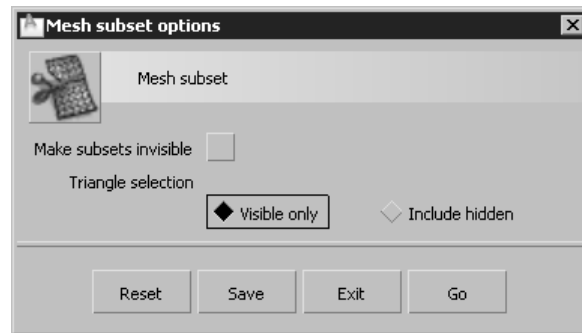 Mesh subset options
Mesh subset
Make subsets invisible
Triangle selection
Visible only Include hidden
Reset Save Exit Go